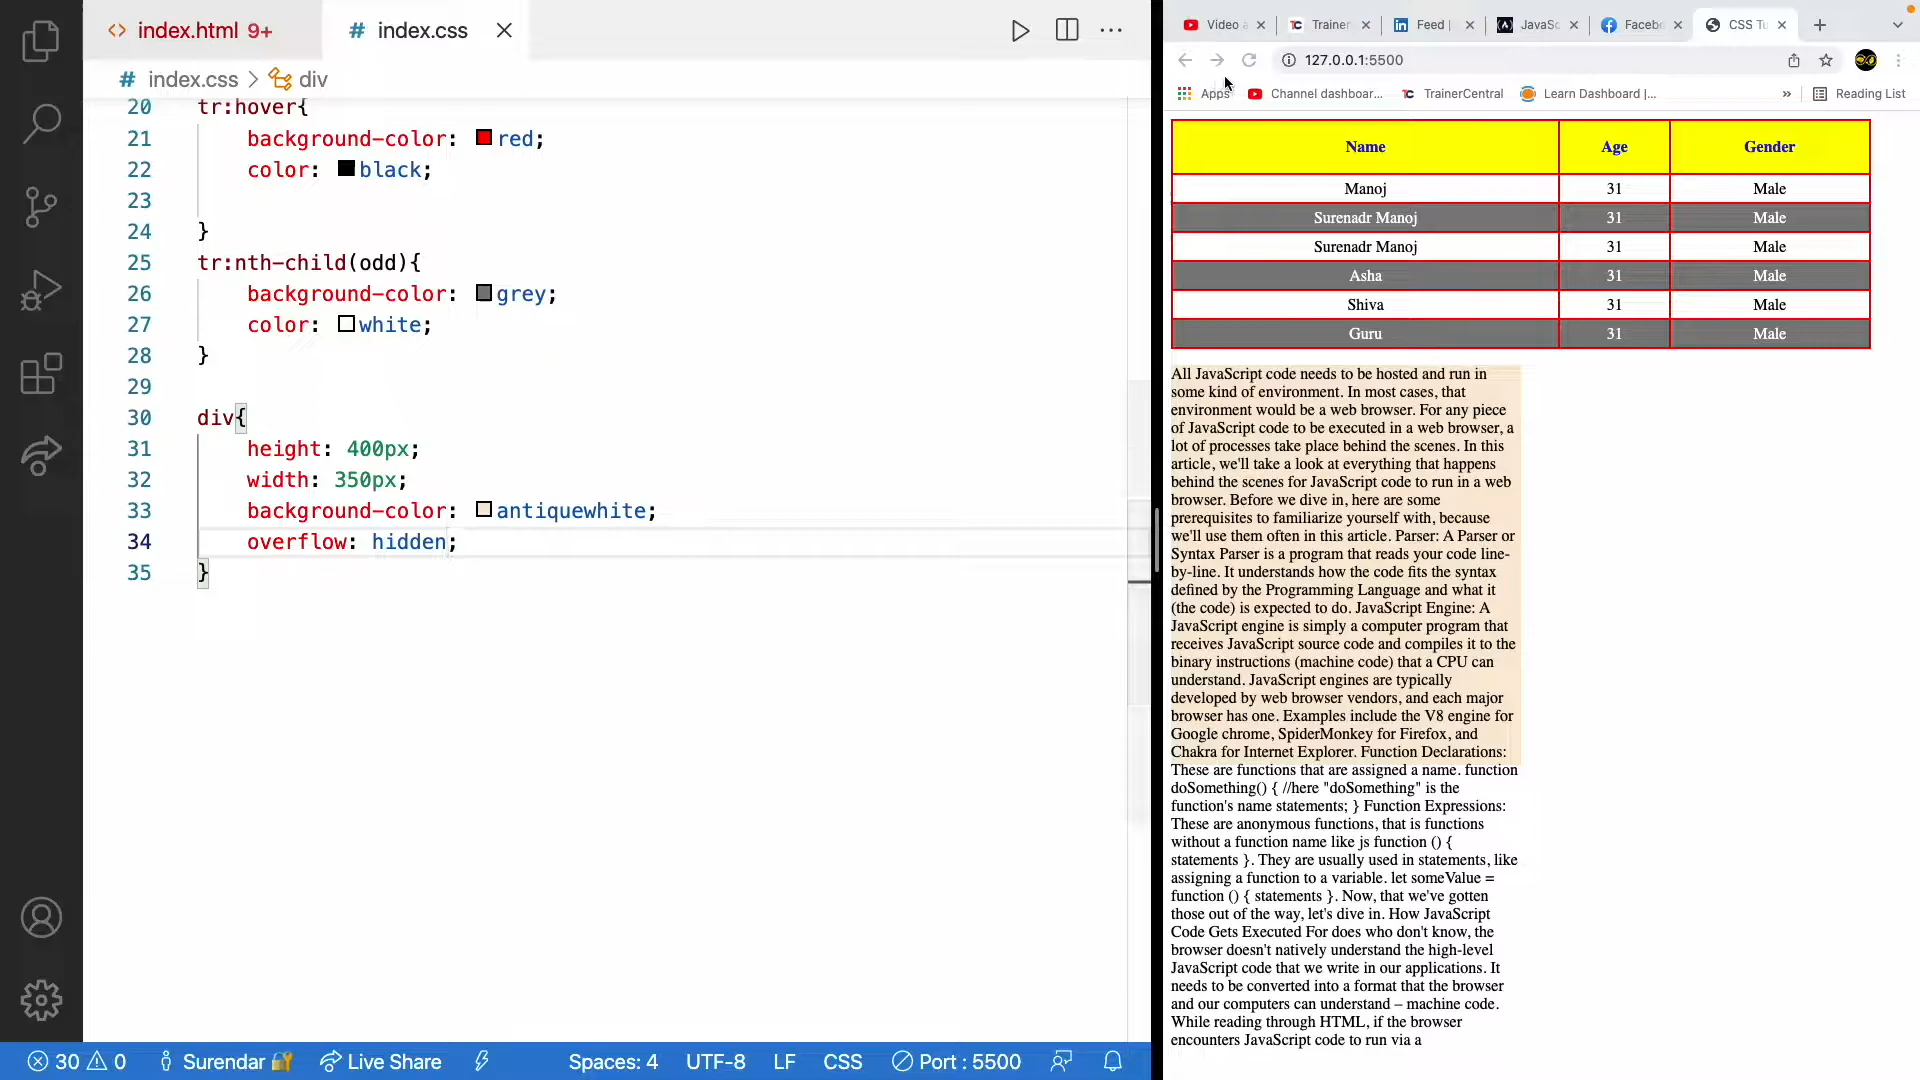 index.html 9+
# index.css
# index.css > div
20 tr:hover{
21 background-color: red;
22 color: black;
23
24 }
25 tr:nth-child(odd){
26 background-color: grey;
27 color: white;
28 }
29
30 div{
31 height: 400px;
32 width: 350px;
33 background-color: antiquewhite;
34 overflow: hidden;
35 }
30 0 Surendar Live Share Spaces: 4 UTF-8 LF CSS Port : 5500
Video Trainer Feed | JavaSc Faceb CSS Tu
127.0.0.1:5500
Apps Channel dashboar... TrainerCentral Learn Dashboard |... » Reading List
Name Age Gender
Manoj 31 Male
Surenadr Manoj 31 Male
Surenadr Manoj 31 Male
Asha 31 Male
Shiva 31 Male
Guru 31 Male
All JavaScript code needs to be hosted and run in
some kind of environment. In most cases, that
environment would be a web browser. For any piece
of JavaScript code to be executed in a web browser, a
lot of processes take place behind the scenes. In this
article, we'll take a look at everything that happens
behind the scenes for JavaScript code to run in a web
browser. Before we dive in, here are some
prerequisites to familiarize yourself with, because
we'll use them often in this article. Parser: A Parser or
Syntax Parser is a program that reads your code line-
by-line. It understands how the code fits the syntax
defined by the Programming Language and what it
(the code) is expected to do. JavaScript Engine: A
JavaScript engine is simply a computer program that
receives JavaScript source code and compiles it to the
binary instructions (machine code) that a CPU can
understand. JavaScript engines are typically
developed by web browser vendors, and each major
browser has one. Examples include the V8 engine for
Google chrome, SpiderMonkey for Firefox, and
Chakra for Internet Explorer. Function Declarations:
These are functions that are assigned a name. function
doSomething() { //here "doSomething" is the
function's name statements; } Function Expressions:
These are anonymous functions, that is functions
without a function name like js function () {
statements }. They are usually used in statements, like
assigning a function to a variable. let someValue =
function () { statements }. Now, that we've gotten
those out of the way, let's dive in. How JavaScript
Code Gets Executed For does who don't know, the
browser doesn't natively understand the high-level
JavaScript code that we write in our applications. It
needs to be converted into a format that the browser
and our computers can understand – machine code.
While reading through HTML, if the browser
encounters JavaScript code to run via a